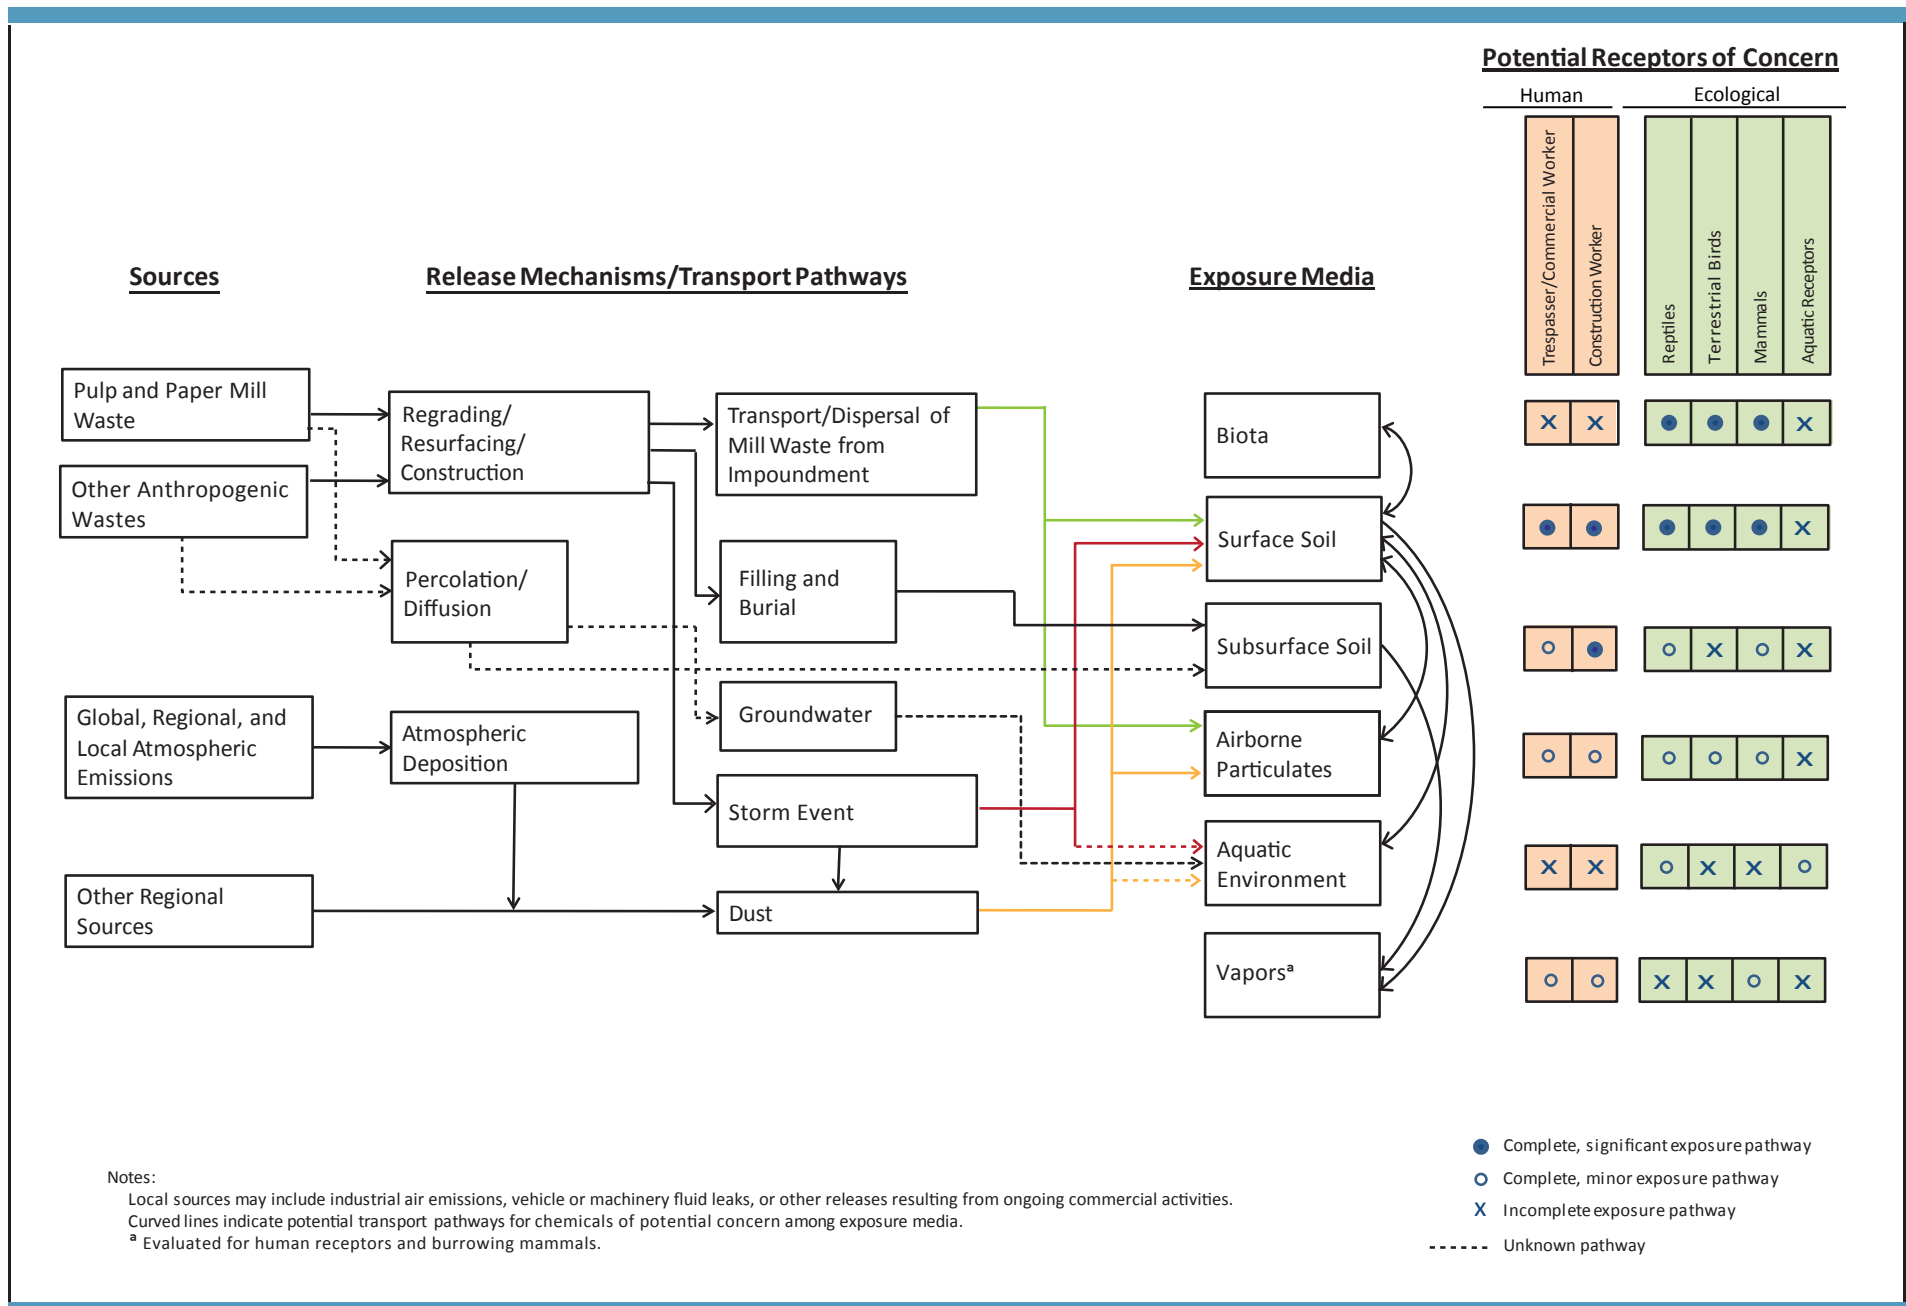 Potential Receptors of Concern
Human
Ecological
Trespasser/Commercial Worker
Construction Worker
Reptiles
Terrestrial Birds
Mammals
Aquatic Receptors
Sources
Release Mechanisms/Transport Pathways
Exposure Media
Pulp and Paper Mill
Waste
Other Anthropogenic
Wastes
Global, Regional, and
Local Atmospheric
Emissions
Other Regional
Sources
Regrading/
Resurfacing/
Construction
Percolation/
Diffusion
Atmospheric
Deposition
Transport/Dispersal of
Mill Waste from
Impoundment
Filling and
Burial
Groundwater
Storm Event
Dust
Biota
X X X
Surface Soil
X
Subsurface Soil
X X
Airborne
Particulates
X
Aquatic
Environment
X X X X
Vaporsª
X X X
Complete, significant exposure pathway
Complete, minor exposure pathway
X Incomplete exposure pathway
Unknown pathway
Notes:
Local sources may include industrial air emissions, vehicle or machinery fluid leaks, or other releases resulting from ongoing commercial activities.
Curved lines indicate potential transport pathways for chemicals of potential concern among exposure media.
ª Evaluated for human receptors and burrowing mammals.